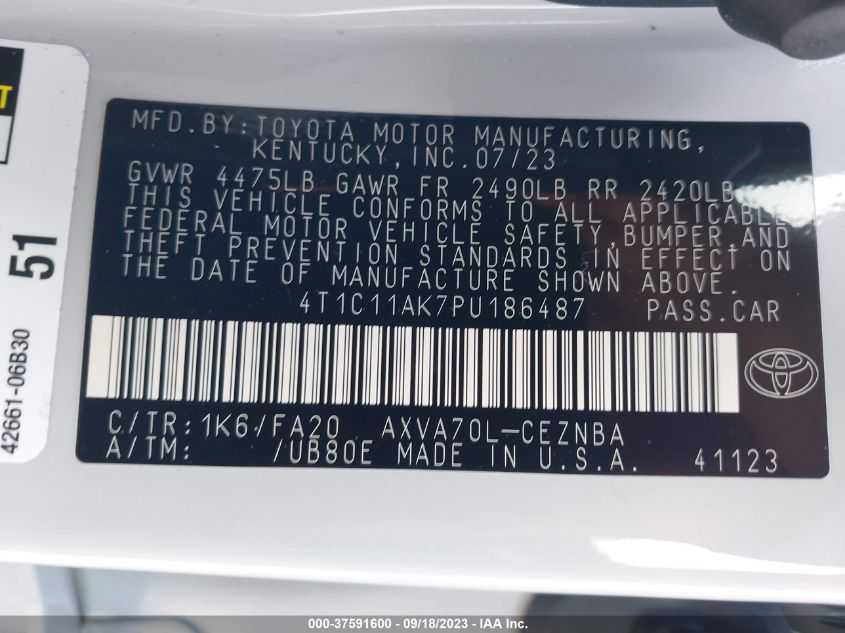 MFD.BY:TOYOTA MOTOR MANUFACTURING,
KENTUCKY, INC. 07/23
GVWR 4475LB GAWR FR 2490LB RR 2420LB
THIS VEHICLE CONFORMS TO ALL APPLICABLE
FEDERAL MOTOR VEHICLE SAFETY,BUMPER,AND
THEFT PREVENTION STANDARDS IN EFFECT ON
THE DATE OF MANUFACTURE SHOWN ABOVE.
4T1C11AK7PU186487 PASS.CAR
C/TR: 1K6 /FA20 AXVA70L-CEZNBA
A/TM: /UB80E MADE IN U.S.A. 41123
T
51
42661-06B30
000-37591600 - 09/18/2023 - IAA Inc.